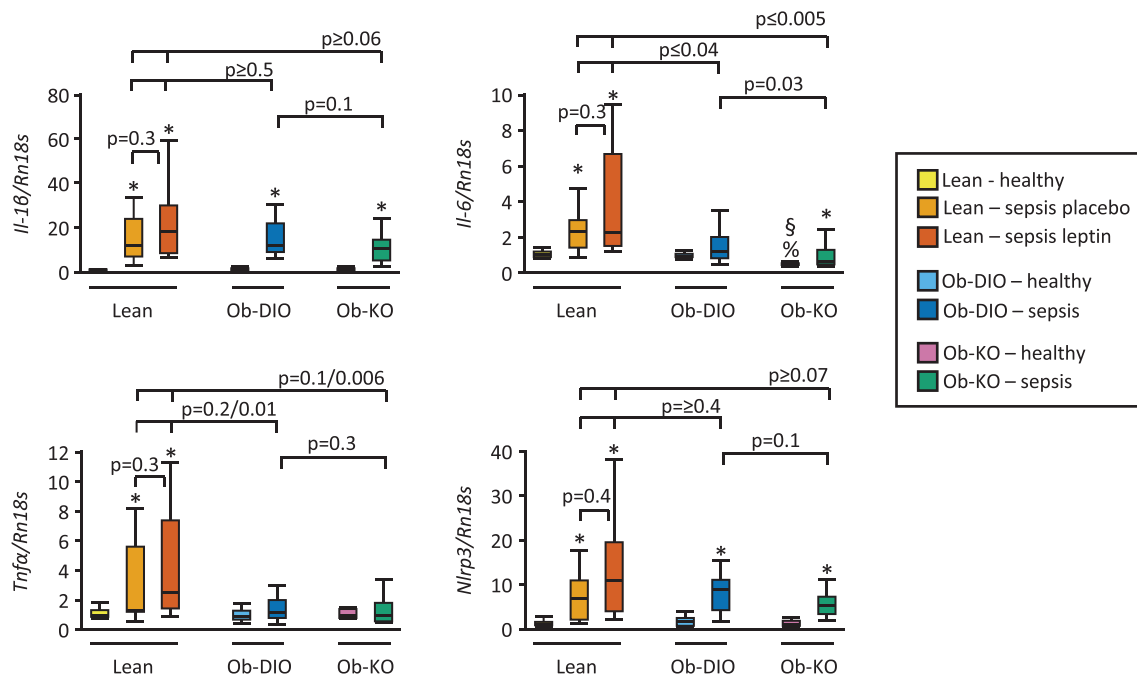 p≥0.06
p≥0.5
p=0.1
p=0.3
Il-1β/Rn18s
80
60
40
20
0
*
*
*
*
Lean
Ob-DIO
Ob-KO
p≤0.005
p≤0.04
p=0.03
p=0.3
Il-6/Rn18s
10
8
6
4
2
0
*
*
§
%
*
Lean
Ob-DIO
Ob-KO
Lean - healthy
Lean – sepsis placebo
Lean – sepsis leptin
Ob-DIO – healthy
Ob-DIO – sepsis
Ob-KO – healthy
Ob-KO – sepsis
p=0.1/0.006
p=0.2/0.01
p=0.3
p=0.3
Tnfα/Rn18s
12
10
8
6
4
2
0
*
*
Lean
Ob-DIO
Ob-KO
p≥0.07
p=≥0.4
p=0.1
p=0.4
Nlrp3/Rn18s
40
30
20
10
0
*
*
*
*
Lean
Ob-DIO
Ob-KO